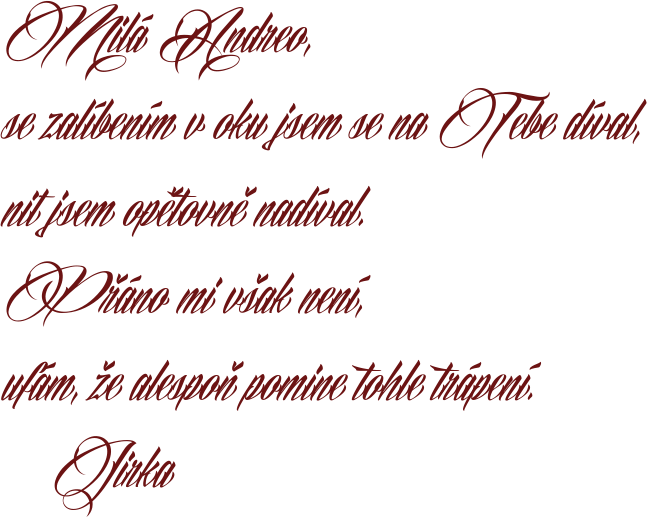 Milá Andreo,
se zalíbením v oku jsem se na Tebe díval,
nit jsem opětovně nadíval.
Přáno mi však není,
ufám, že alespoň pomine tohle trápení.
Jirka